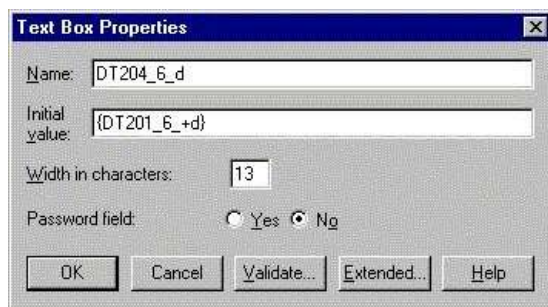 Text Box Properties
Name: DT204_6_d
Initial
value: {DT201_6_+d}
Width in characters: 13
Password field: Yes No
OK Cancel Validate... Extended... Help